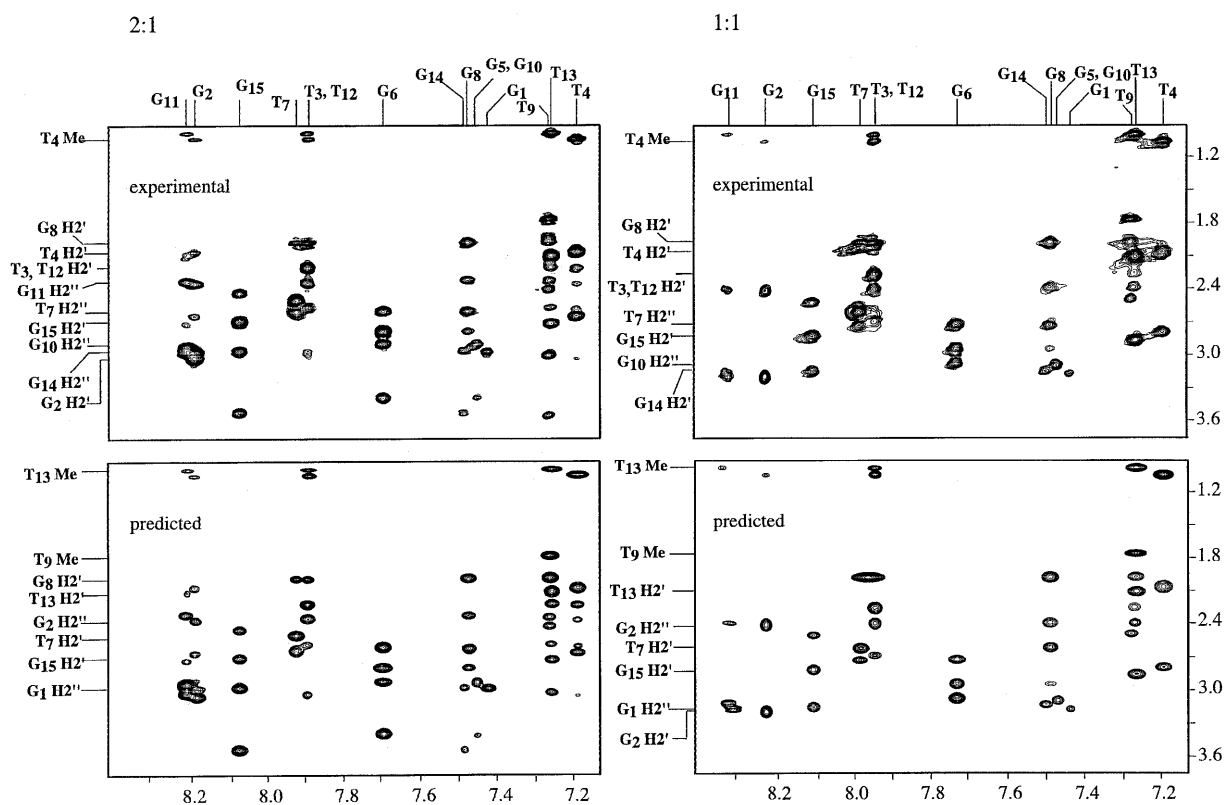 2:1
1:1
G11 G2 G15 T7 T3, T12 G6 G14 G8 G5, G10 G1 T9 T13 T4
G11 G2 G15 T7 T3, T12 G6 G14 G8 G5, G10 G1 T9 T13 T4
T4 Me
experimental
G8 H2'
T4 H2'
T3, T12 H2'
G11 H2''
T7 H2''
G15 H2'
G10 H2''
G14 H2''
G2 H2'
T4 Me
experimental
G8 H2'
T4 H2'
T3,T12 H2'
T7 H2''
G15 H2'
G10 H2''
G14 H2'
1.2
1.8
2.4
3.0
3.6
T13 Me
predicted
T9 Me
G8 H2'
T13 H2'
G2 H2''
T7 H2'
G15 H2'
G1 H2''
T13 Me
predicted
T9 Me
T13 H2'
G2 H2''
T7 H2'
G15 H2'
G1 H2''
G2 H2'
1.2
1.8
2.4
3.0
3.6
8.2 8.0 7.8 7.6 7.4 7.2
8.2 8.0 7.8 7.6 7.4 7.2